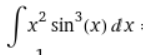 ∫ x² sin³(x) dx =